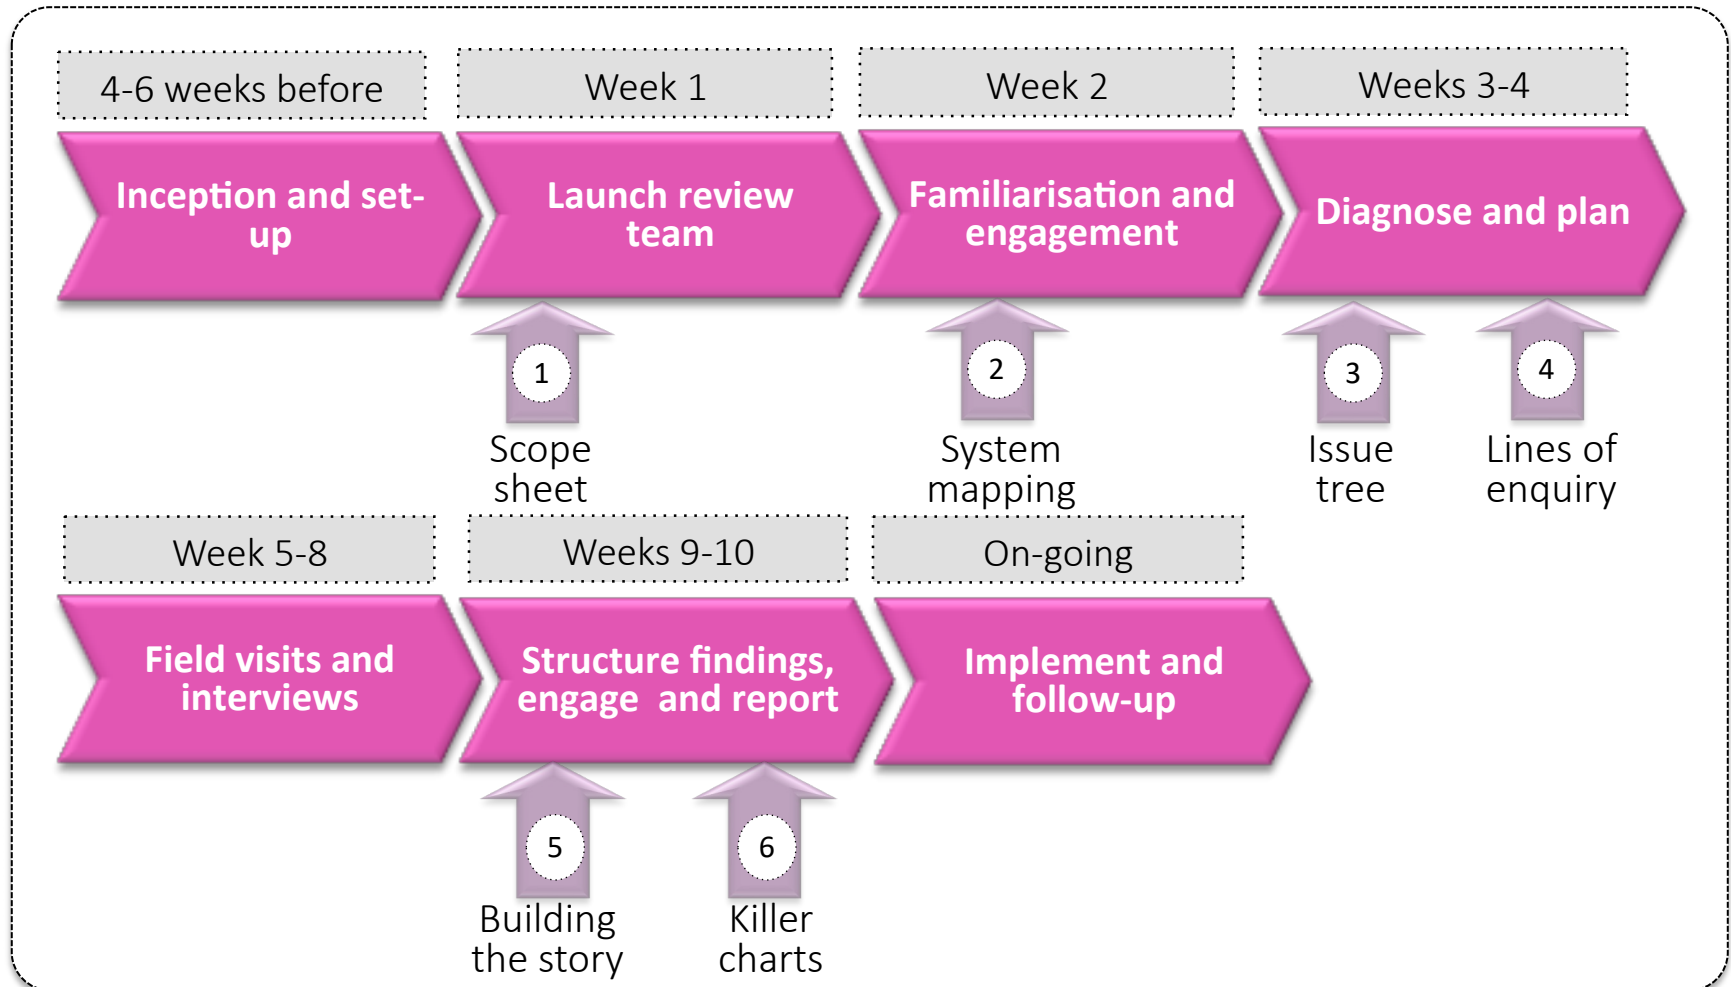 4-6 weeks before
Week 1
Week 2
Weeks 3-4
Inception and set-
up
Launch review
team
Familiarisation and
engagement
Diagnose and plan
1
2
3
4
Scope
sheet
System
mapping
Issue
tree
Lines of
enquiry
Week 5-8
Weeks 9-10
On-going
Field visits and
interviews
Structure findings,
engage  and report
Implement and
follow-up
5
6
Building
the story
Killer
charts